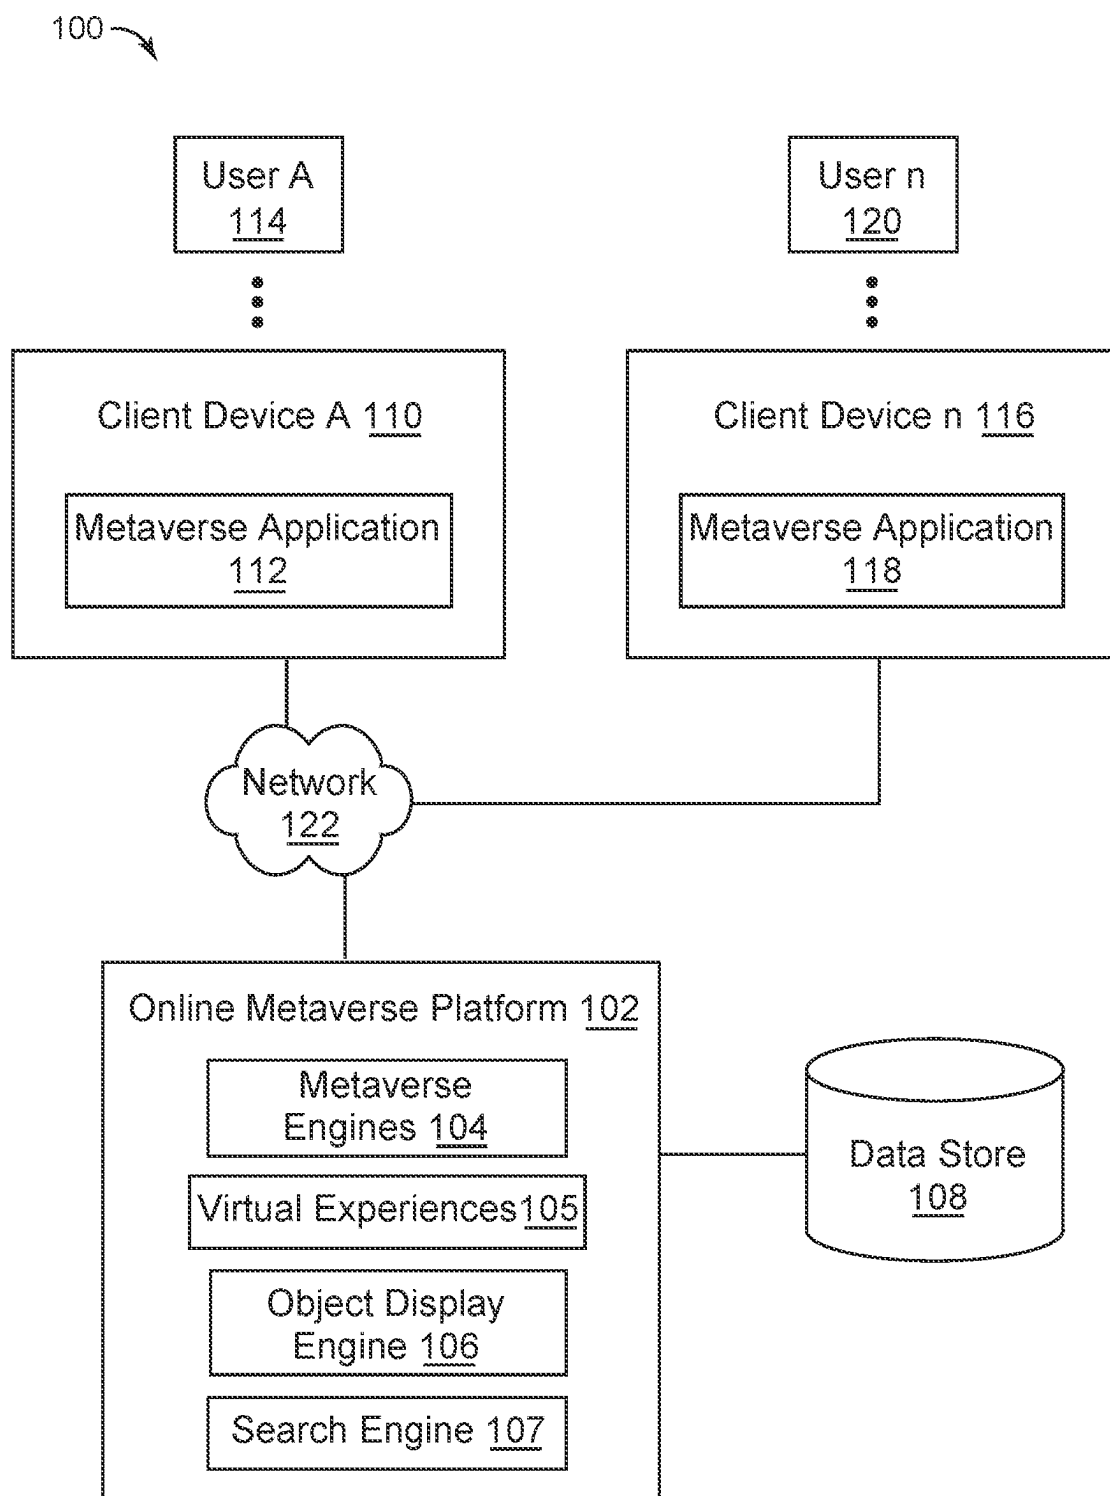 100
User A
114
User n
120
Client Device A 110
Client Device n 116
Metaverse Application
112
Metaverse Application
118
Network
122
Online Metaverse Platform 102
Metaverse
Engines 104
Virtual Experiences105
Object Display
Engine 106
Search Engine 107
Data Store
108